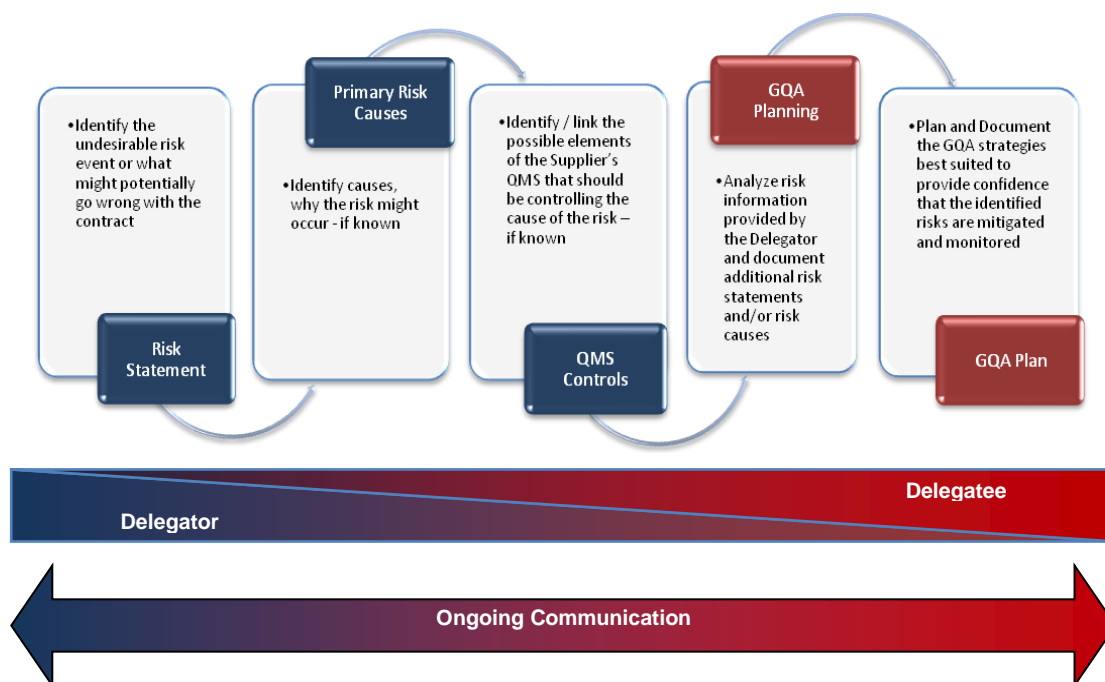 •Identify the
undesirable risk
event or what
might potentially
go wrong with the
contract
Risk
Statement
Primary Risk
Causes
•Identify causes,
why the risk might
occur - if known
•Identify / link the
possible elements
of the Supplier's
QMS that should
be controlling the
cause of the risk –
if known
QMS
Controls
GQA
Planning
•Analyze risk
information
provided by
the Delegator
and document
additional risk
statements
and/or risk
causes
•Plan and Document
the GQA strategies
best suited to
provide confidence
that the identified
risks are mitigated
and monitored
GQA Plan
Delegatee
Delegator
Ongoing Communication